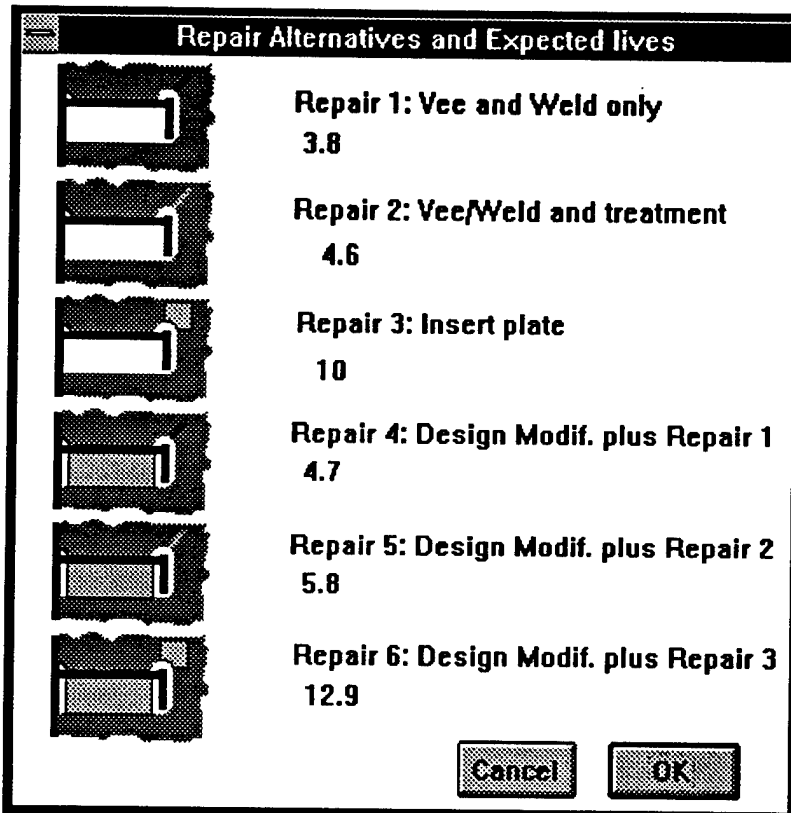 Repair Alternatives and Expected lives
Repair 1: Vee and Weld only
3.8
Repair 2: Vee/Weld and treatment
4.6
Repair 3: Insert plate
10
Repair 4: Design Modif. plus Repair 1
4.7
Repair 5: Design Modif. plus Repair 2
5.8
Repair 6: Design Modif. plus Repair 3
12.9
Cancel
OK